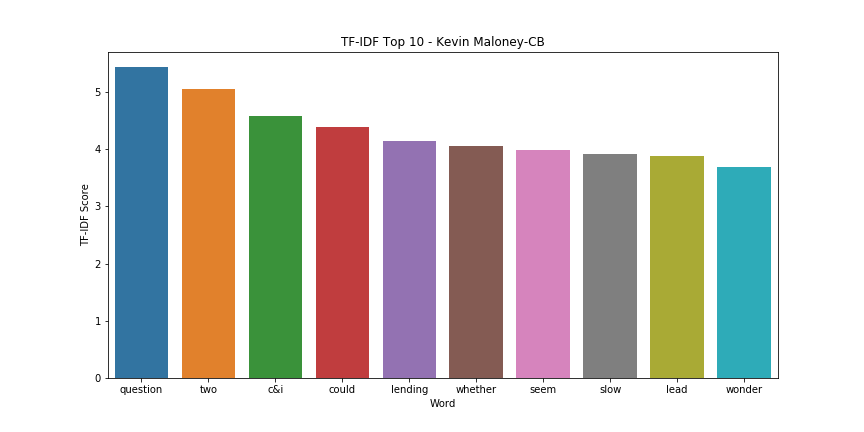 TF-IDF Top 10 - Kevin Maloney-CB
TF-IDF Score
5
4
3
2
1
0
question two c&i could lending whether seem slow lead wonder
Word